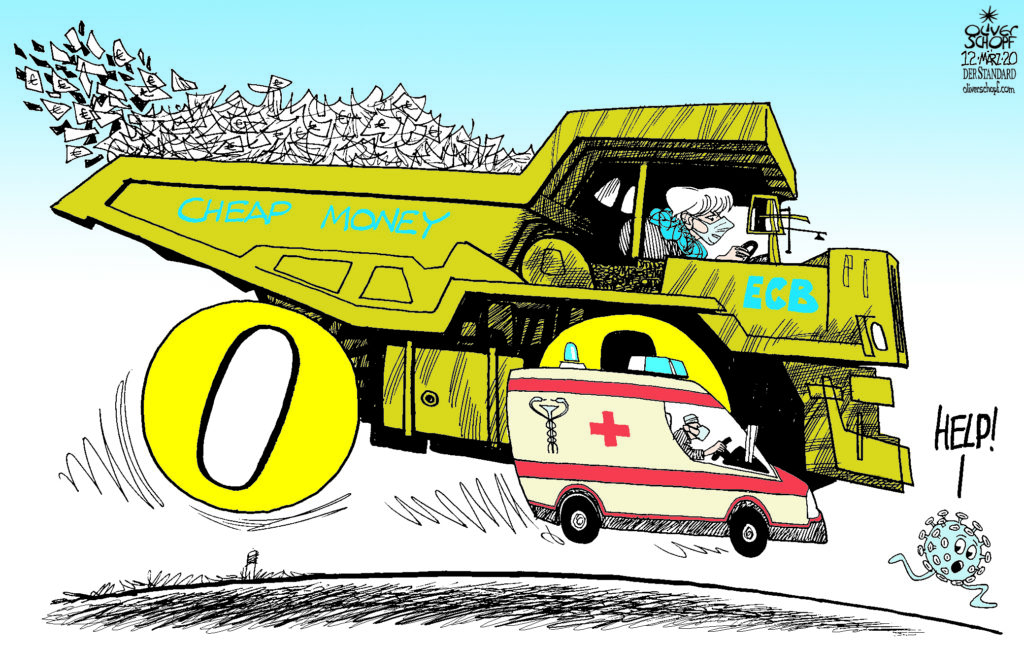 OLIVER
SCHOPF
12.MÄRZ.20
DER STANDARD
oliverschopf.com
€
CHEAP MONEY
ECB
0
0
HELP!